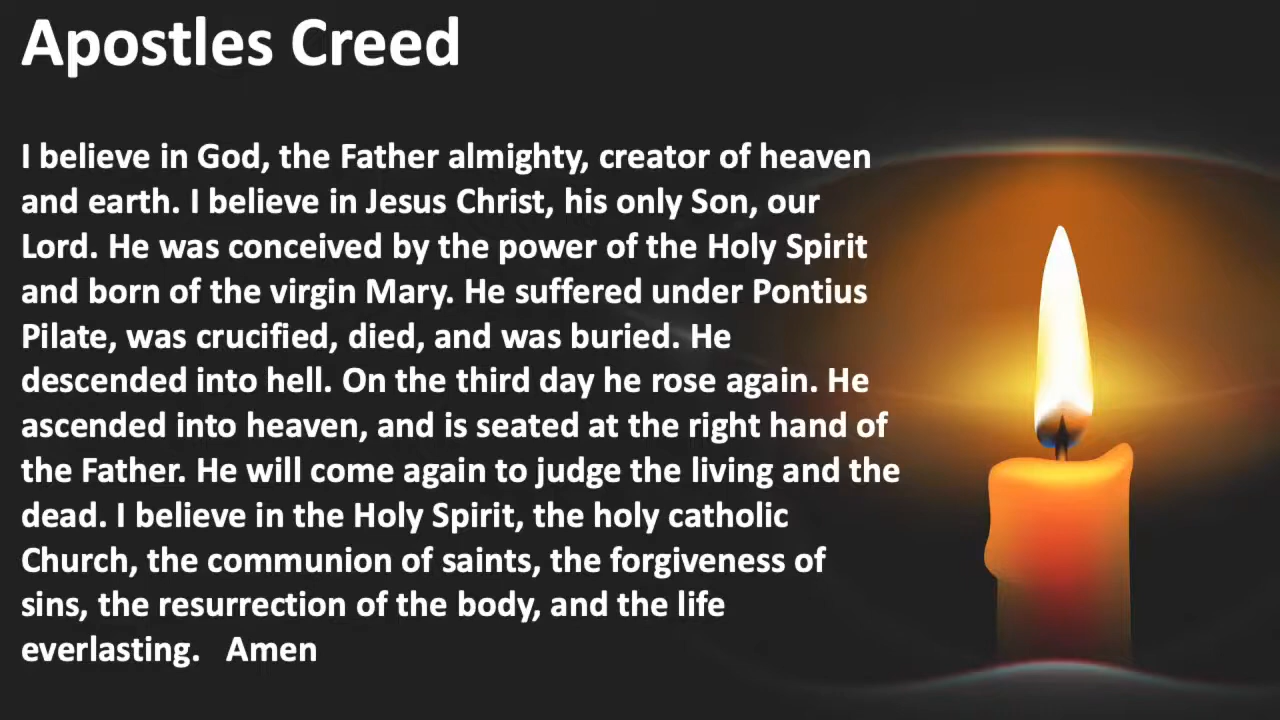 Apostles Creed
I believe in God, the Father almighty, creator of heaven
and earth. I believe in Jesus Christ, his only Son, our
Lord. He was conceived by the power of the Holy Spirit
and born of the virgin Mary. He suffered under Pontius
Pilate, was crucified, died, and was buried. He
descended into hell. On the third day he rose again. He
ascended into heaven, and is seated at the right hand of
the Father. He will come again to judge the living and the
dead. I believe in the Holy Spirit, the holy catholic
Church, the communion of saints, the forgiveness of
sins, the resurrection of the body, and the life
everlasting.   Amen